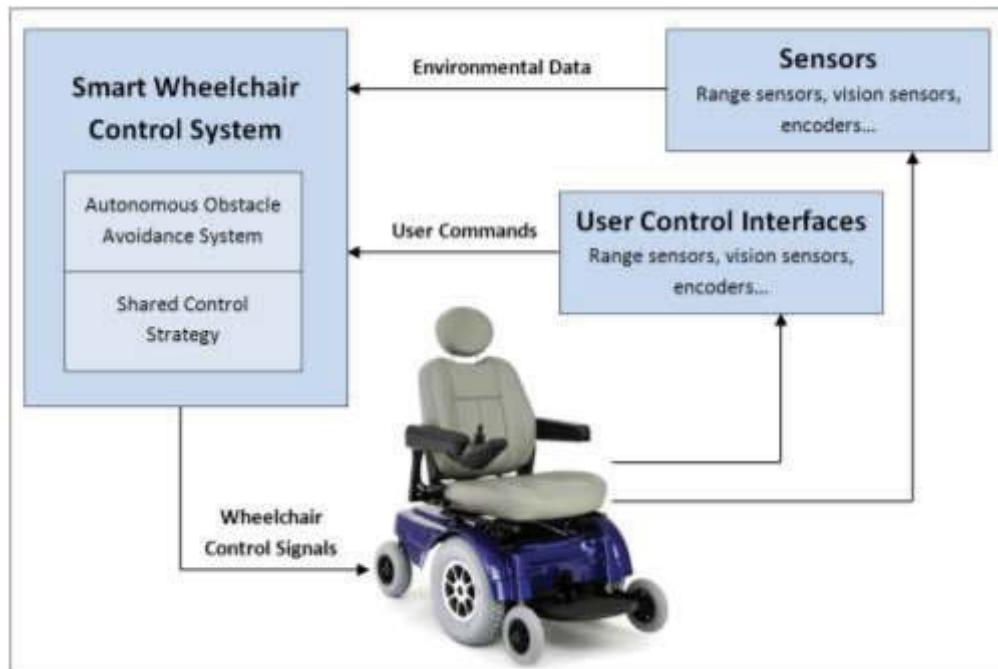 Smart Wheelchair
Control System
Autonomous Obstacle
Avoidance System
Shared Control
Strategy
Environmental Data
Sensors
Range sensors, vision sensors,
encoders...
User Commands
User Control Interfaces
Range sensors, vision sensors,
encoders...
Wheelchair
Control Signals